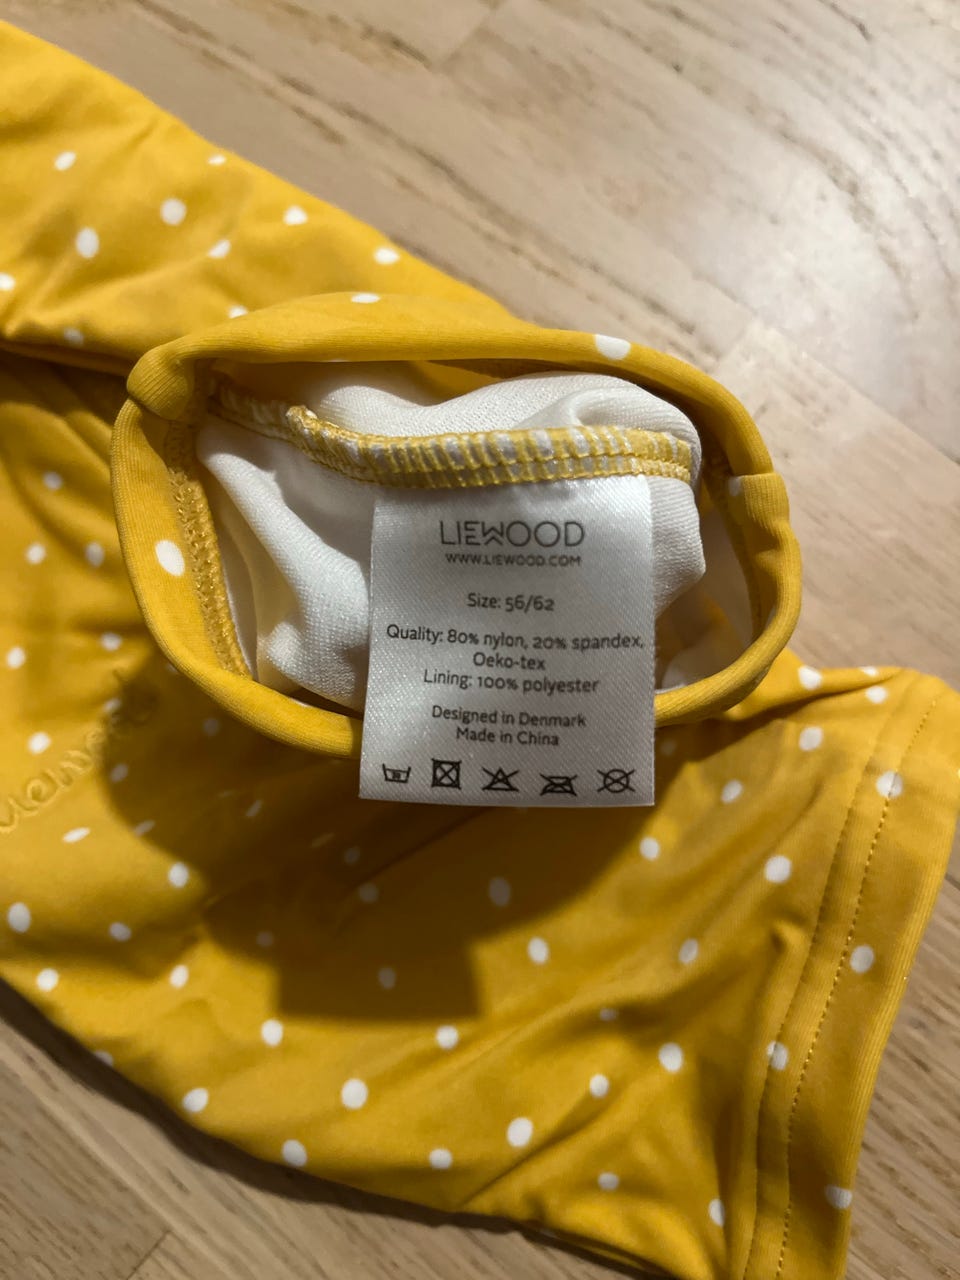 LIEWOOD
WWW.LIEWOOD.COM
Size: 56/62
Quality: 80% nylon, 20% spandex,
Oeko-tex
Lining: 100% polyester
Designed in Denmark
Made in China